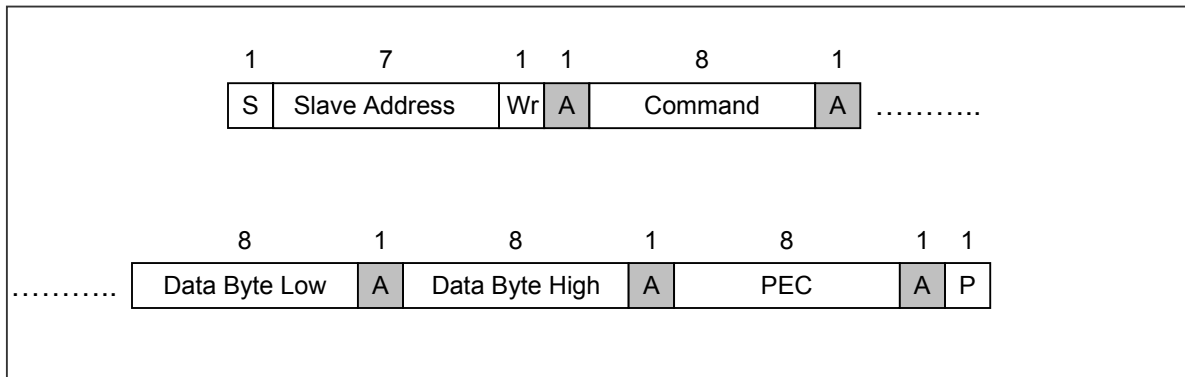 1 7 1 1 8 1
S Slave Address Wr A Command A ...........
8 1 8 1 8 1 1
........... Data Byte Low A Data Byte High A PEC A P